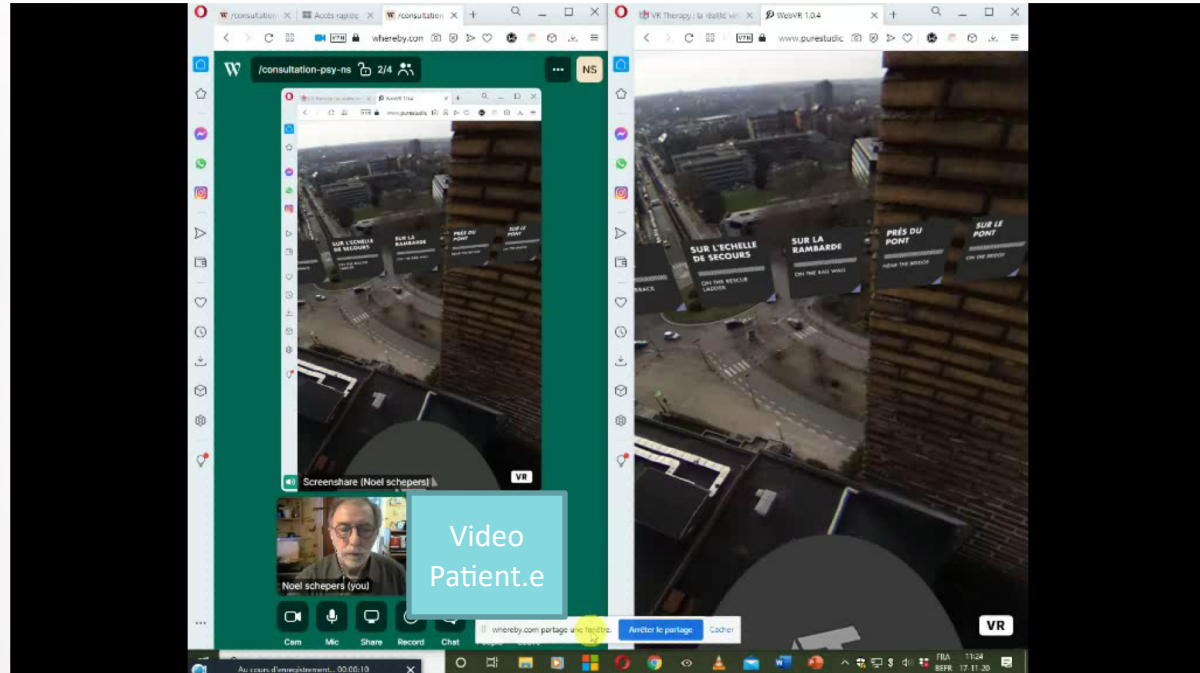 /consultation-
Accès rapide
/consultation
whereby.com
/consultation-psy-ns
2/4
NS
SUR L'ECHELLE
DE SECOURS
SUR LA
RAMBARDE
PRÈS DU
PONT
SUR LE
PONT
VR
Screenshare (Noel schepers)
Noel schepers (you)
Video
Patient.e
Cam
Mic
Share
Record
Chat
VR Therapy : la réalité vir
WebVR 1.0.4
VPN
www.purestudic
SUR L'ECHELLE
DE SECOURS
ON THE RESCUE
LADDER
SUR LA
RAMBARDE
ON THE RAIL WALL
PRÈS DU
PONT
NEAR THE BRIDGE
SUR LE
PONT
ON THE BRIDGE
VR
whereby.com partage une fenêtre.
Arrêter le partage
Cacher
Au cours d'enregistrement... 00:00:10
FRA
BEFR
11:24
17-11-20